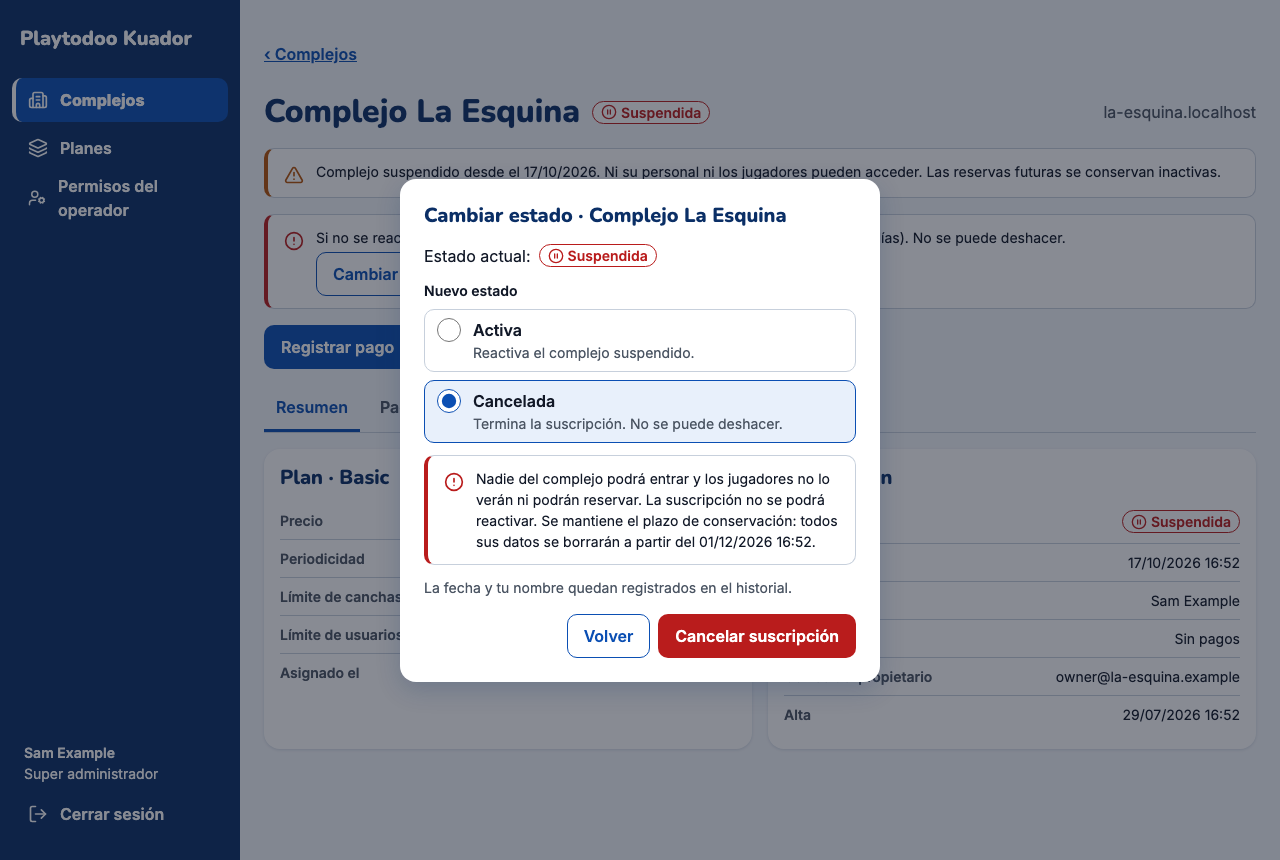 Playtodoo Kuador
Complejos
Planes
Permisos del
operador
Sam Example
Super administrador
Cerrar sesión
‹ Complejos
Complejo La Esquina
Suspendida
la-esquina.localhost
Complejo suspendido desde el 17/10/2026. Ni su personal ni los jugadores pueden acceder. Las reservas futuras se conservan inactivas.
Si no se reac
ías). No se puede deshacer.
Cambiar
Registrar pago
Resumen
Pa
Plan · Basic
Precio
Periodicidad
Límite de canchas
Límite de usuarios
Asignado el
n
Suspendida
17/10/2026 16:52
Sam Example
Sin pagos
opietario
owner@la-esquina.example
Alta
29/07/2026 16:52
Cambiar estado · Complejo La Esquina
Estado actual:
Suspendida
Nuevo estado
Activa
Reactiva el complejo suspendido.
Cancelada
Termina la suscripción. No se puede deshacer.
Nadie del complejo podrá entrar y los jugadores no lo
verán ni podrán reservar. La suscripción no se podrá
reactivar. Se mantiene el plazo de conservación: todos
sus datos se borrarán a partir del 01/12/2026 16:52.
La fecha y tu nombre quedan registrados en el historial.
Volver
Cancelar suscripción